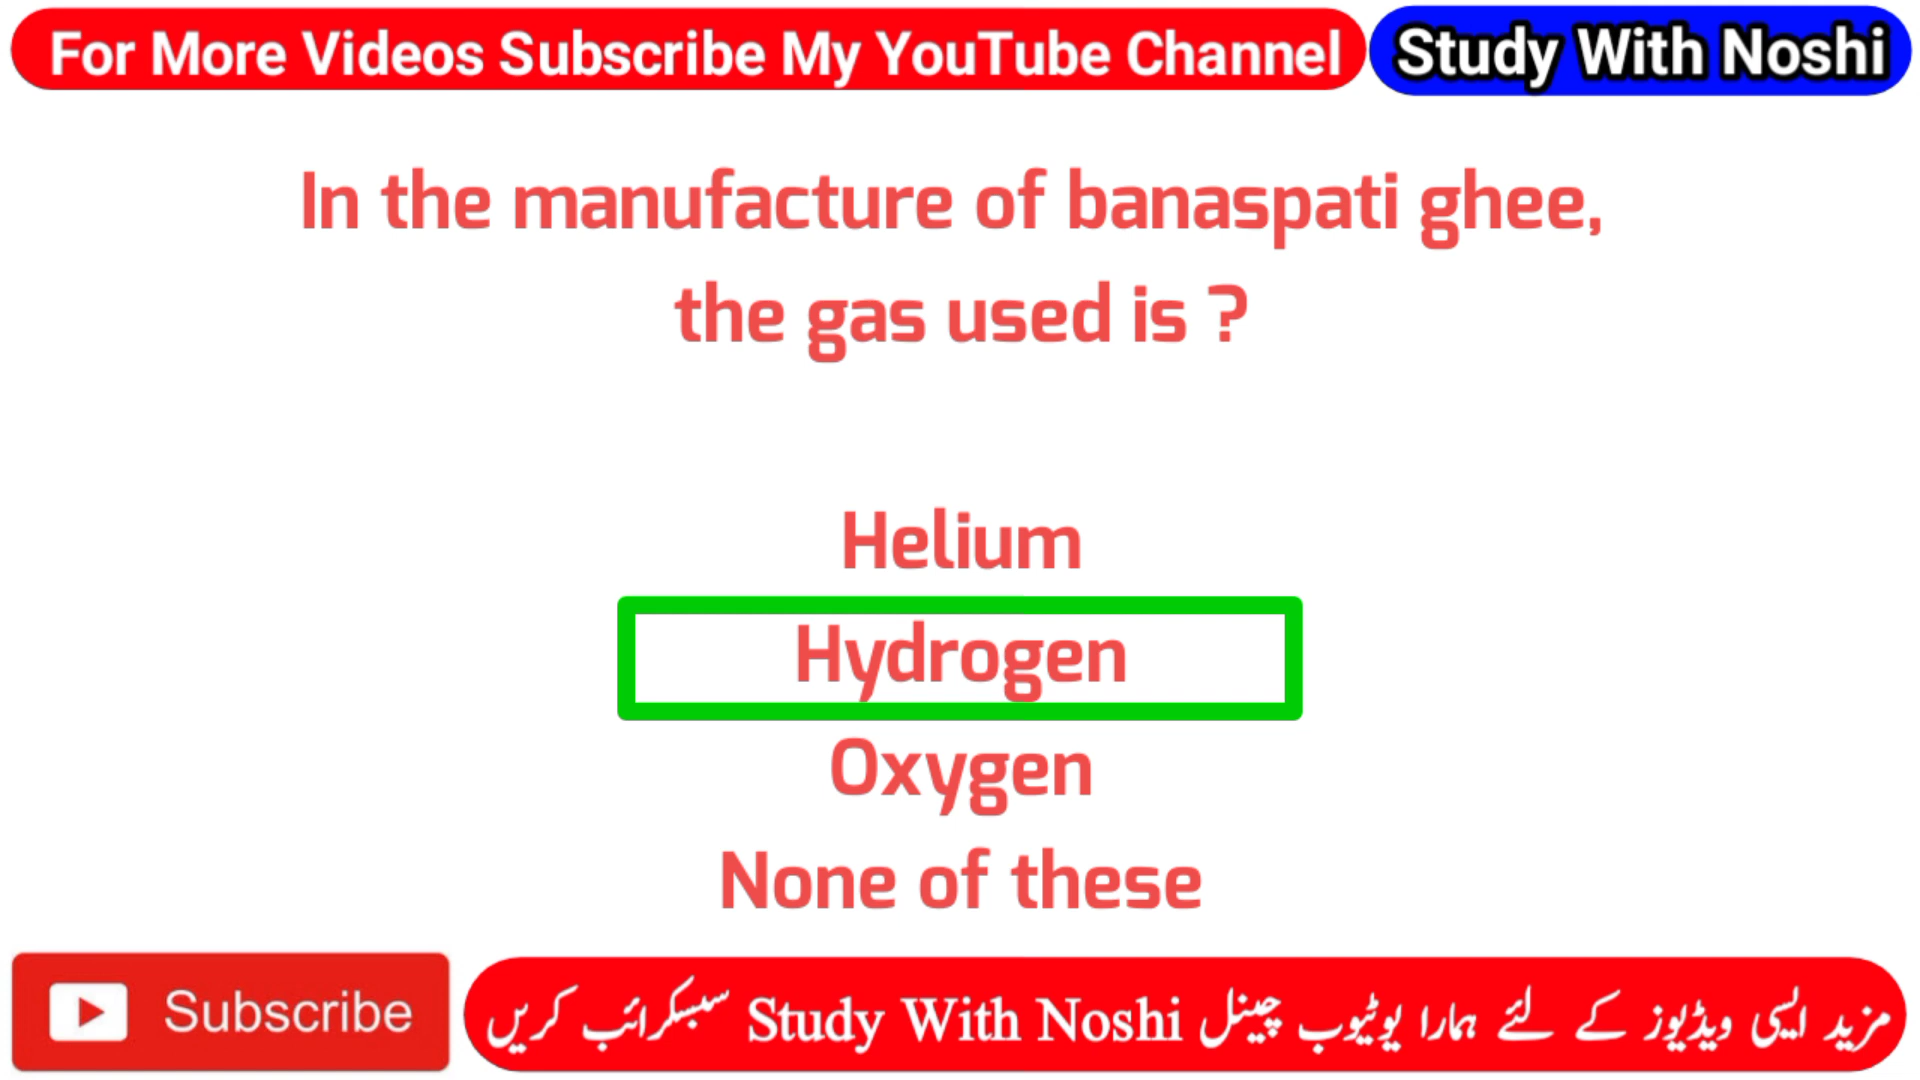 For More Videos Subscribe My YouTube Channel Study With Noshi
In the manufacture of banaspati ghee,
the gas used is ?
Helium
Hydrogen
Oxygen
None of these
Subscribe
مزید ایسی ویڈیوز کے لئے ہمارا یوٹیوب چینل Study With Noshi سبسکرائب کریں